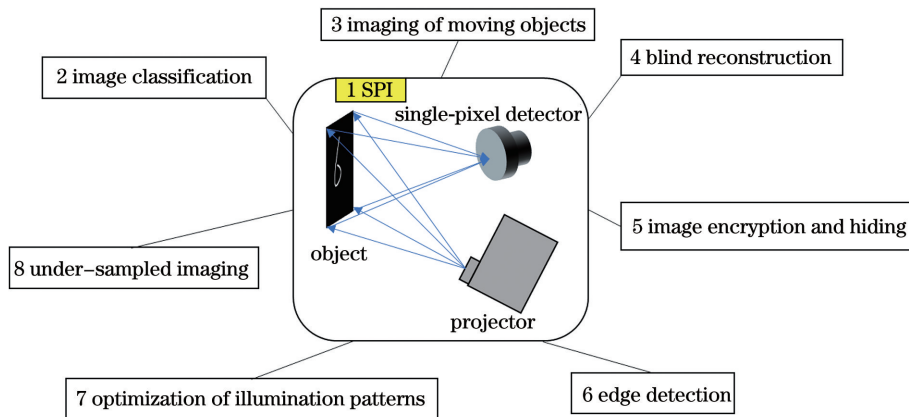 3 imaging of moving objects
2 image classification
4 blind reconstruction
1 SPI
single-pixel detector
5 image encryption and hiding
object
8 under-sampled imaging
projector
7 optimization of illumination patterns
6 edge detection